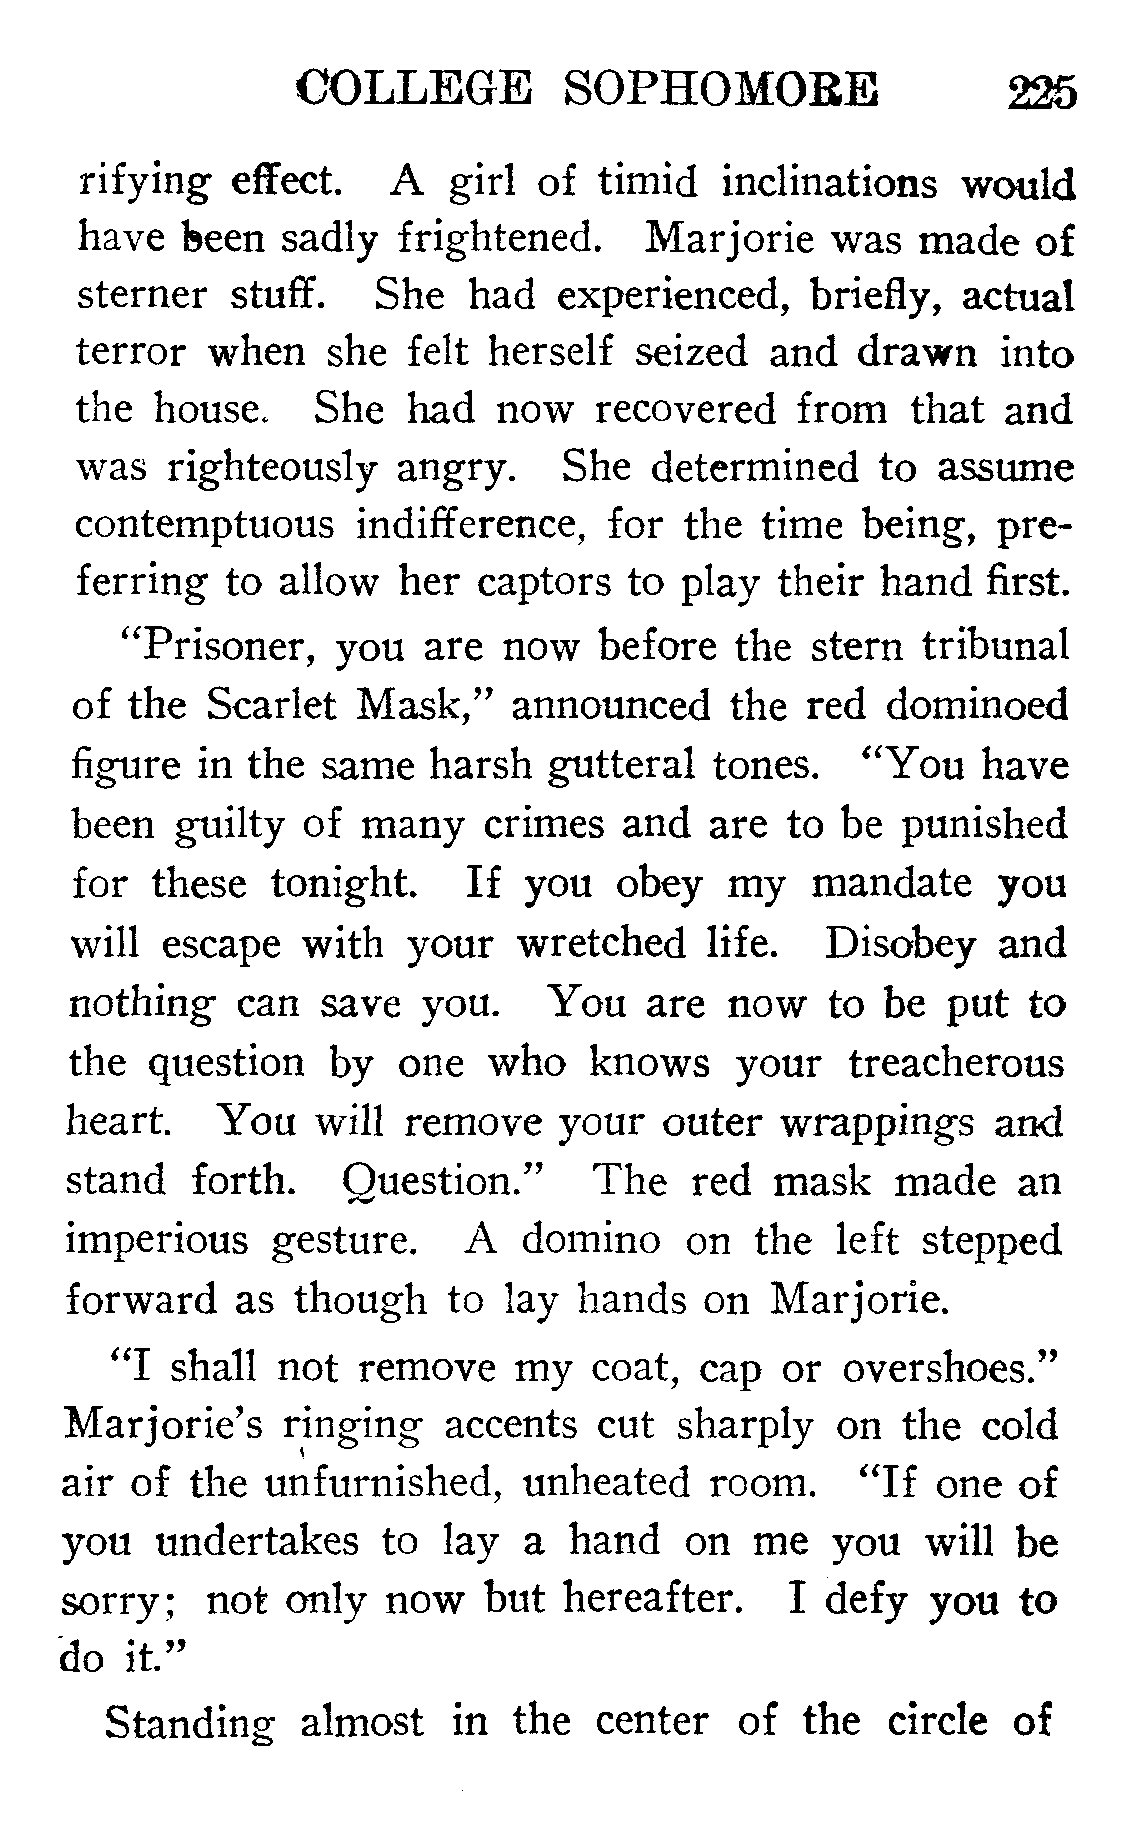 COLLEGE SOPHOMORE 225
rifying effect. A girl of timid inclinations would
have been sadly frightened. Marjorie was made of
sterner stuff. She had experienced, briefly, actual
terror when she felt herself seized and drawn into
the house. She had now recovered from that and
was righteously angry. She determined to assume
contemptuous indifference, for the time being, pre-
ferring to allow her captors to play their hand first.
“Prisoner, you are now before the stern tribunal
of the Scarlet Mask,” announced the red dominoed
figure in the same harsh gutteral tones. “You have
been guilty of many crimes and are to be punished
for these tonight. If you obey my mandate you
will escape with your wretched life. Disobey and
nothing can save you. You are now to be put to
the question by one who knows your treacherous
heart. You will remove your outer wrappings and
stand forth. Question.” The red mask made an
imperious gesture. A domino on the left stepped
forward as though to lay hands on Marjorie.
“I shall not remove my coat, cap or overshoes.”
Marjorie’s ringing accents cut sharply on the cold
air of the unfurnished, unheated room. “If one of
you undertakes to lay a hand on me you will be
sorry; not only now but hereafter. I defy you to
do it.”
Standing almost in the center of the circle of